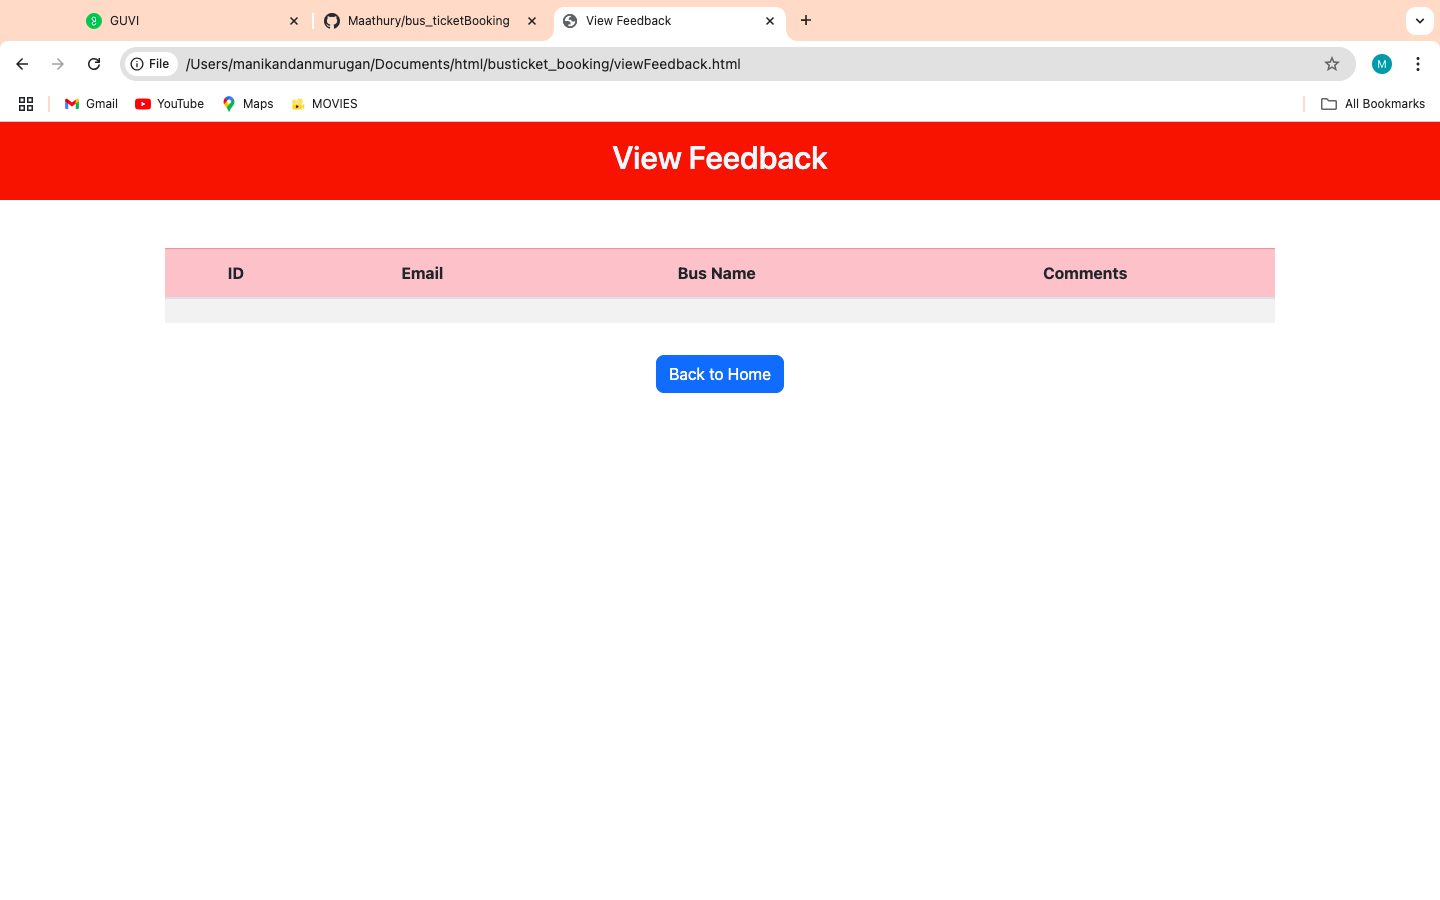 GUVI
Maathury/bus_ticketBooking
View Feedback
File
/Users/manikandanmurugan/Documents/html/busticket_booking/viewFeedback.html
M
Gmail
YouTube
Maps
MOVIES
All Bookmarks
View Feedback
ID Email Bus Name Comments
Back to Home